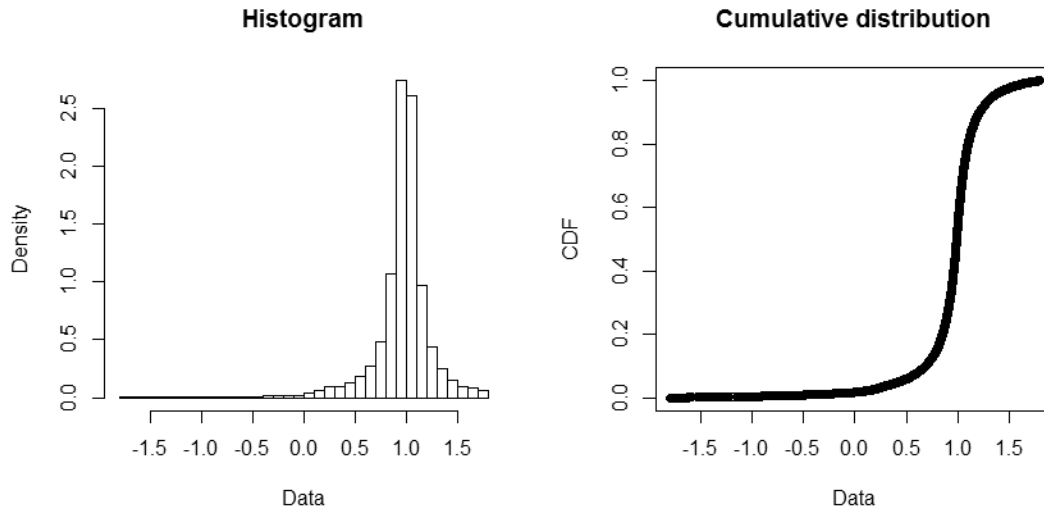 Histogram
Density
0.0 0.5 1.0 1.5 2.0 2.5
-1.5 -1.0 -0.5 0.0 0.5 1.0 1.5
Data
Cumulative distribution
CDF
0.0 0.2 0.4 0.6 0.8 1.0
-1.5 -1.0 -0.5 0.0 0.5 1.0 1.5
Data